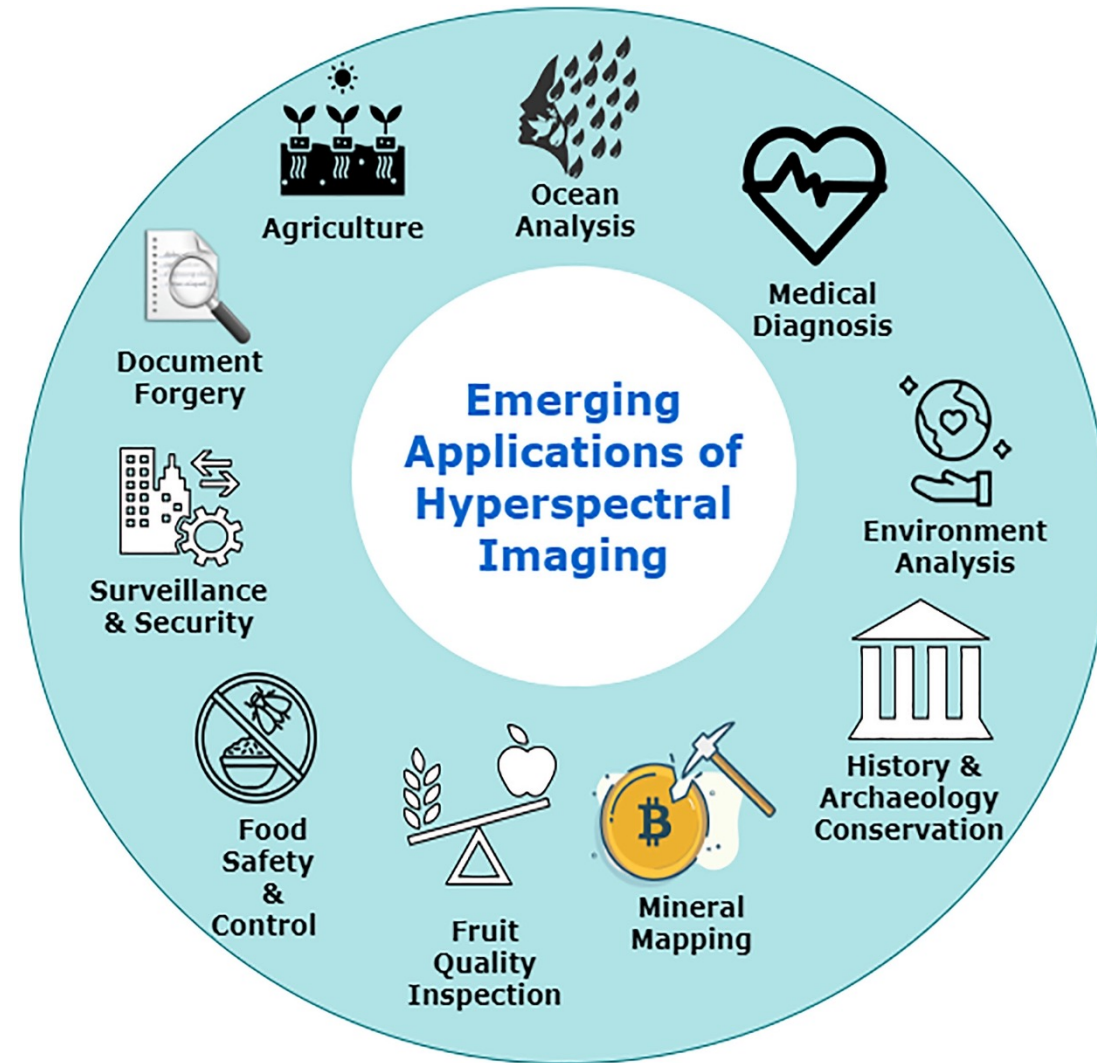 Emerging
Applications of
Hyperspectral
Imaging
Agriculture
Ocean
Analysis
Medical
Diagnosis
Environment
Analysis
History &
Archaeology
Conservation
Mineral
Mapping
Fruit
Quality
Inspection
Food
Safety
&
Control
Surveillance
& Security
Document
Forgery